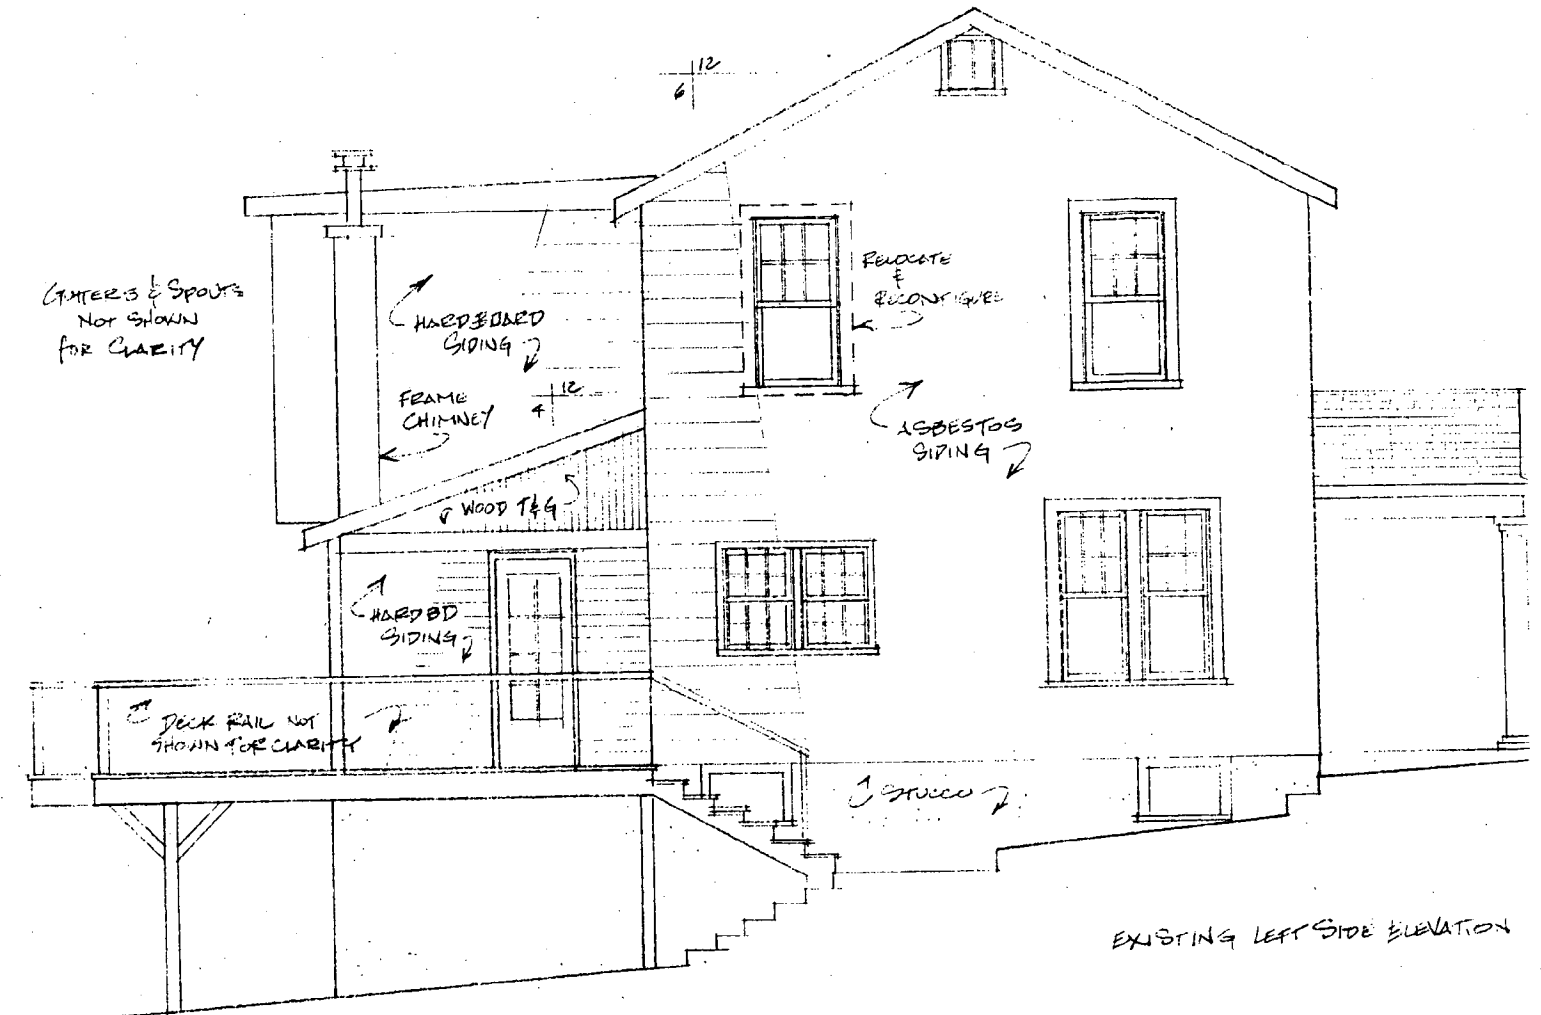 12
6
GUTTERS & SPOUTS
NOT SHOWN
FOR CLARITY
HARDBOARD
SIDING
RELOCATE
&
RECONFIGURE
FRAME
CHIMNEY
12
4
ASBESTOS
SIDING
WOOD T&G
HARDBD
SIDING
DECK RAIL NOT
SHOWN FOR CLARITY
STUCCO
EXISTING LEFT SIDE ELEVATION